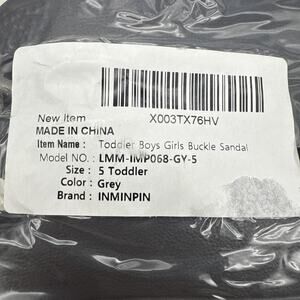 New Item X003TX76HV
MADE IN CHINA
Item Name : Toddler Boys Girls Buckle Sandal
Model NO. : LMM-IMP068-GY-5
Size : 5 Toddler
Color : Grey
Brand : INMINPIN